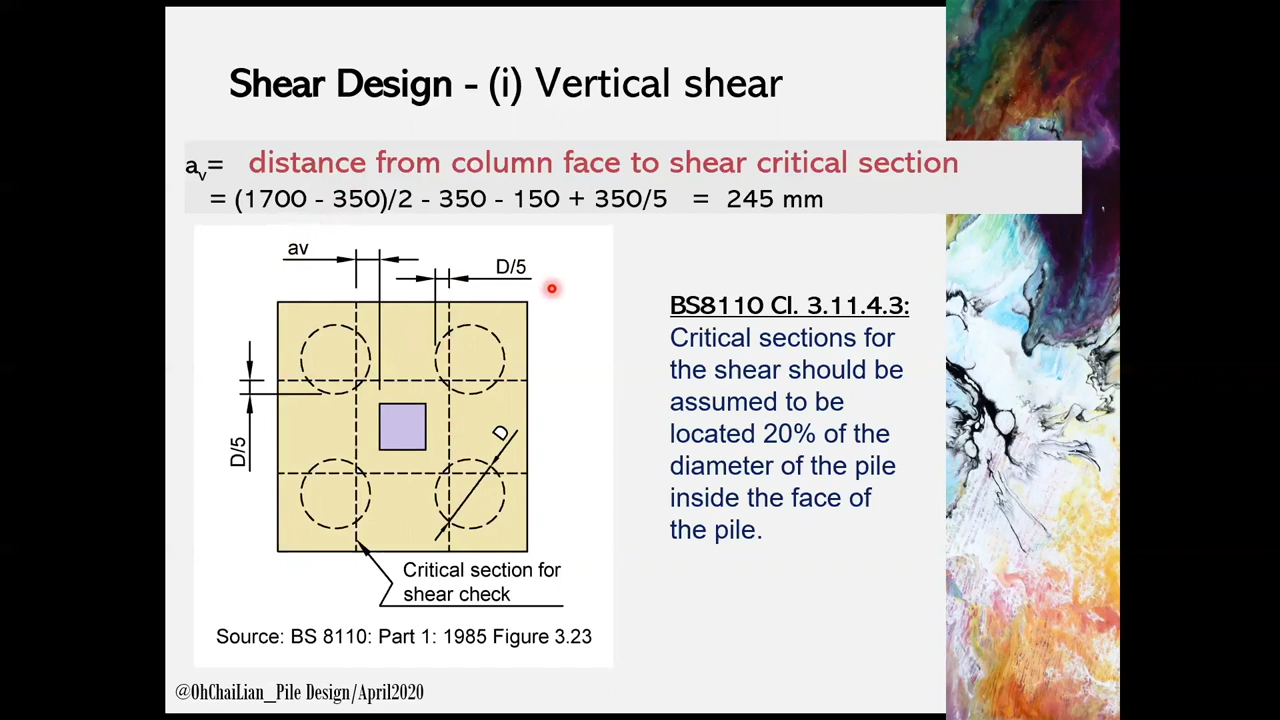 Shear Design - (i) Vertical shear
av= distance from column face to shear critical section
= (1700 - 350)/2 - 350 - 150 + 350/5 = 245 mm
av
D/5
BS8110 Cl. 3.11.4.3:
Critical sections for
the shear should be
assumed to be
located 20% of the
diameter of the pile
inside the face of
the pile.
D/5
D
Critical section for
shear check
Source: BS 8110: Part 1: 1985 Figure 3.23
@OhChaiLian_Pile Design/April2020